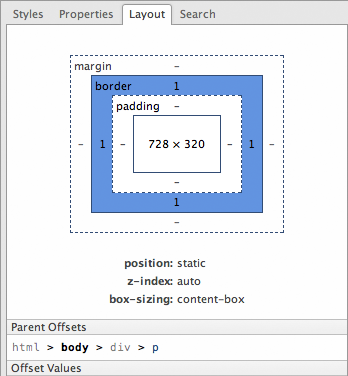 Styles Properties Layout Search
margin –
border 1
padding –
– 1 – 728 × 320 – 1 –
–
1
–
position: static
z-index: auto
box-sizing: content-box
Parent Offsets
html > body > div > p
Offset Values